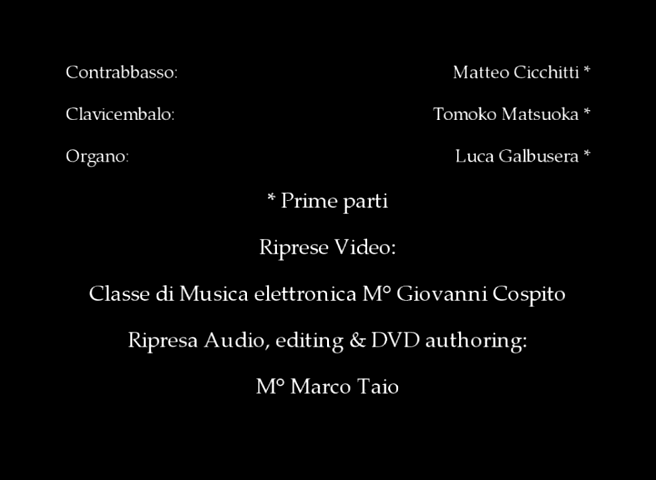 Contrabbasso: Matteo Cicchitti *
Clavicembalo: Tomoko Matsuoka *
Organo: Luca Galbusera *
* Prime parti
Riprese Video:
Classe di Musica elettronica M° Giovanni Cospito
Ripresa Audio, editing & DVD authoring:
M° Marco Taio